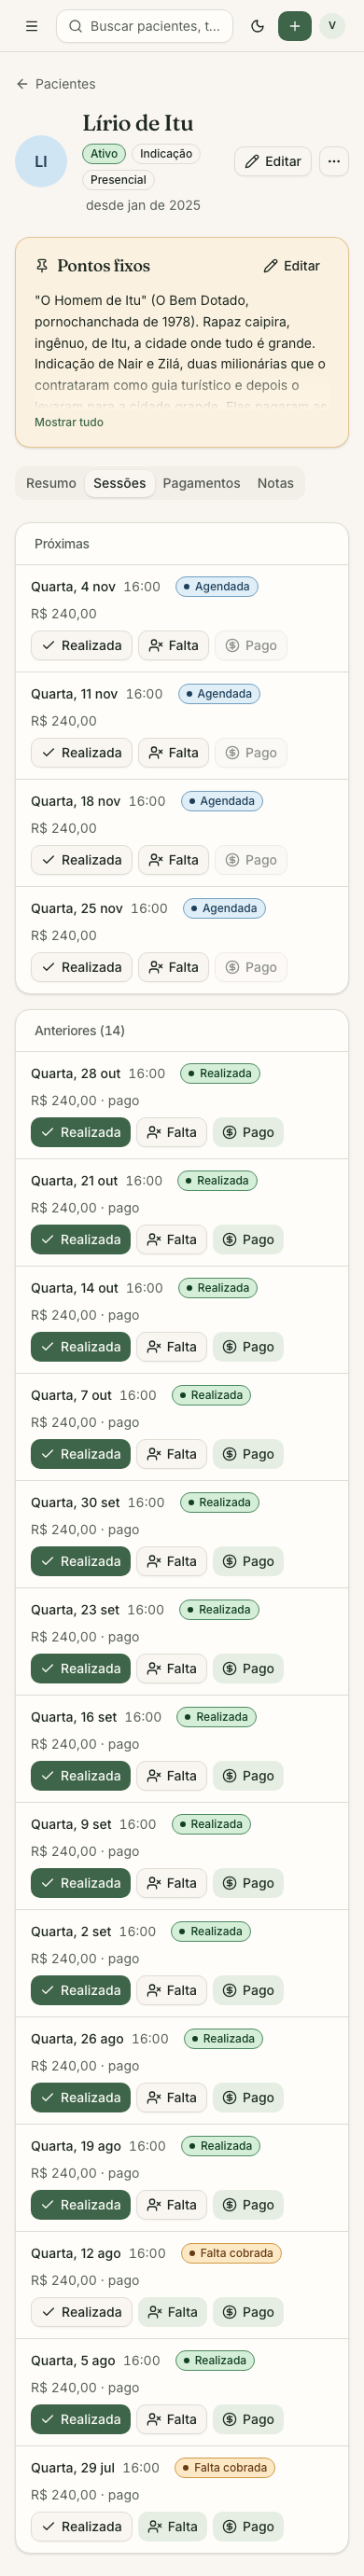 Buscar pacientes, t...
V
Pacientes
LI
Lírio de Itu
Ativo
Indicação
Presencial
desde jan de 2025
Editar
Pontos fixos
Editar
"O Homem de Itu" (O Bem Dotado,
pornochanchada de 1978). Rapaz caipira,
ingênuo, de Itu, a cidade onde tudo é grande.
Indicação de Nair e Zilá, duas milionárias que o
contrataram como guia turístico e depois o
levaram para a cidade grande. Elas pagaram as
Mostrar tudo
Resumo Sessões Pagamentos Notas
Próximas
Quarta, 4 nov 16:00 Agendada
R$ 240,00
Realizada Falta Pago
Quarta, 11 nov 16:00 Agendada
R$ 240,00
Realizada Falta Pago
Quarta, 18 nov 16:00 Agendada
R$ 240,00
Realizada Falta Pago
Quarta, 25 nov 16:00 Agendada
R$ 240,00
Realizada Falta Pago
Anteriores (14)
Quarta, 28 out 16:00 Realizada
R$ 240,00 · pago
Realizada Falta Pago
Quarta, 21 out 16:00 Realizada
R$ 240,00 · pago
Realizada Falta Pago
Quarta, 14 out 16:00 Realizada
R$ 240,00 · pago
Realizada Falta Pago
Quarta, 7 out 16:00 Realizada
R$ 240,00 · pago
Realizada Falta Pago
Quarta, 30 set 16:00 Realizada
R$ 240,00 · pago
Realizada Falta Pago
Quarta, 23 set 16:00 Realizada
R$ 240,00 · pago
Realizada Falta Pago
Quarta, 16 set 16:00 Realizada
R$ 240,00 · pago
Realizada Falta Pago
Quarta, 9 set 16:00 Realizada
R$ 240,00 · pago
Realizada Falta Pago
Quarta, 2 set 16:00 Realizada
R$ 240,00 · pago
Realizada Falta Pago
Quarta, 26 ago 16:00 Realizada
R$ 240,00 · pago
Realizada Falta Pago
Quarta, 19 ago 16:00 Realizada
R$ 240,00 · pago
Realizada Falta Pago
Quarta, 12 ago 16:00 Falta cobrada
R$ 240,00 · pago
Realizada Falta Pago
Quarta, 5 ago 16:00 Realizada
R$ 240,00 · pago
Realizada Falta Pago
Quarta, 29 jul 16:00 Falta cobrada
R$ 240,00 · pago
Realizada Falta Pago